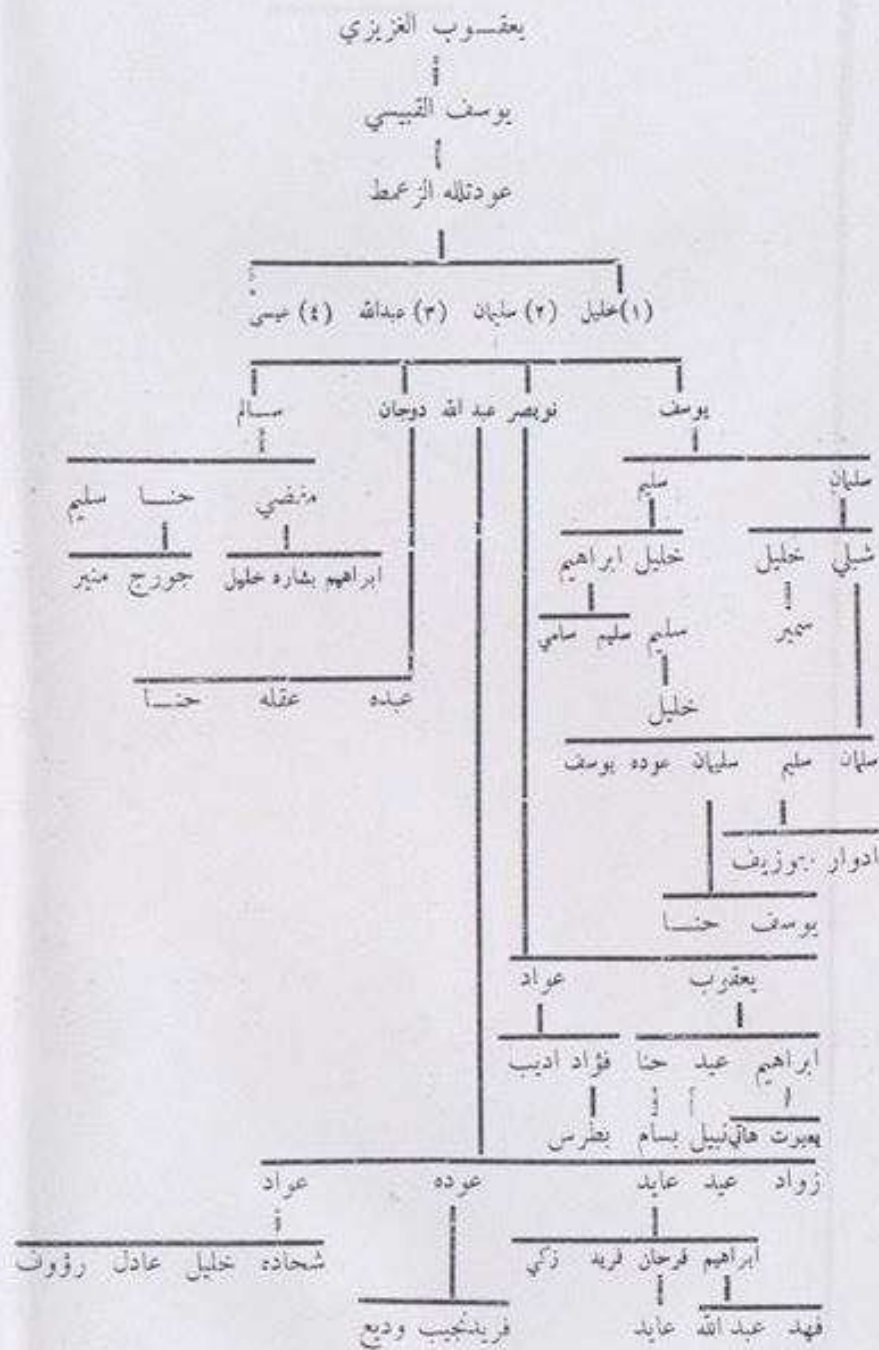 يعقوب العزيزي
يوسف القبيسي
عودتلله الزعمط
(١) خليل (٢) سليمان (٣) عبدالله (٤) عيسى
يوسف نويصر عبد الله دوجان سالم
سليمان سليم
منضي حنا سليم
شبلي خليل خليل ابراهيم
ابراهيم بشاره خليل جورج منير
سمير سليم سليم سامي
خليل
عبده عقله حنا
سلمان سليم سليمان عوده يوسف
ادوار جوزيف
يوسف حنا
يعقوب عواد
ابراهيم عيد حنا فؤاد اديب
هاني نبيل بسام بطرس
زواد عيد عايد عوده عواد
ابراهيم فرحان فريد زكي
شحاده خليل عادل رؤوف
فهد عبد الله عايد فريد نجيب وديع